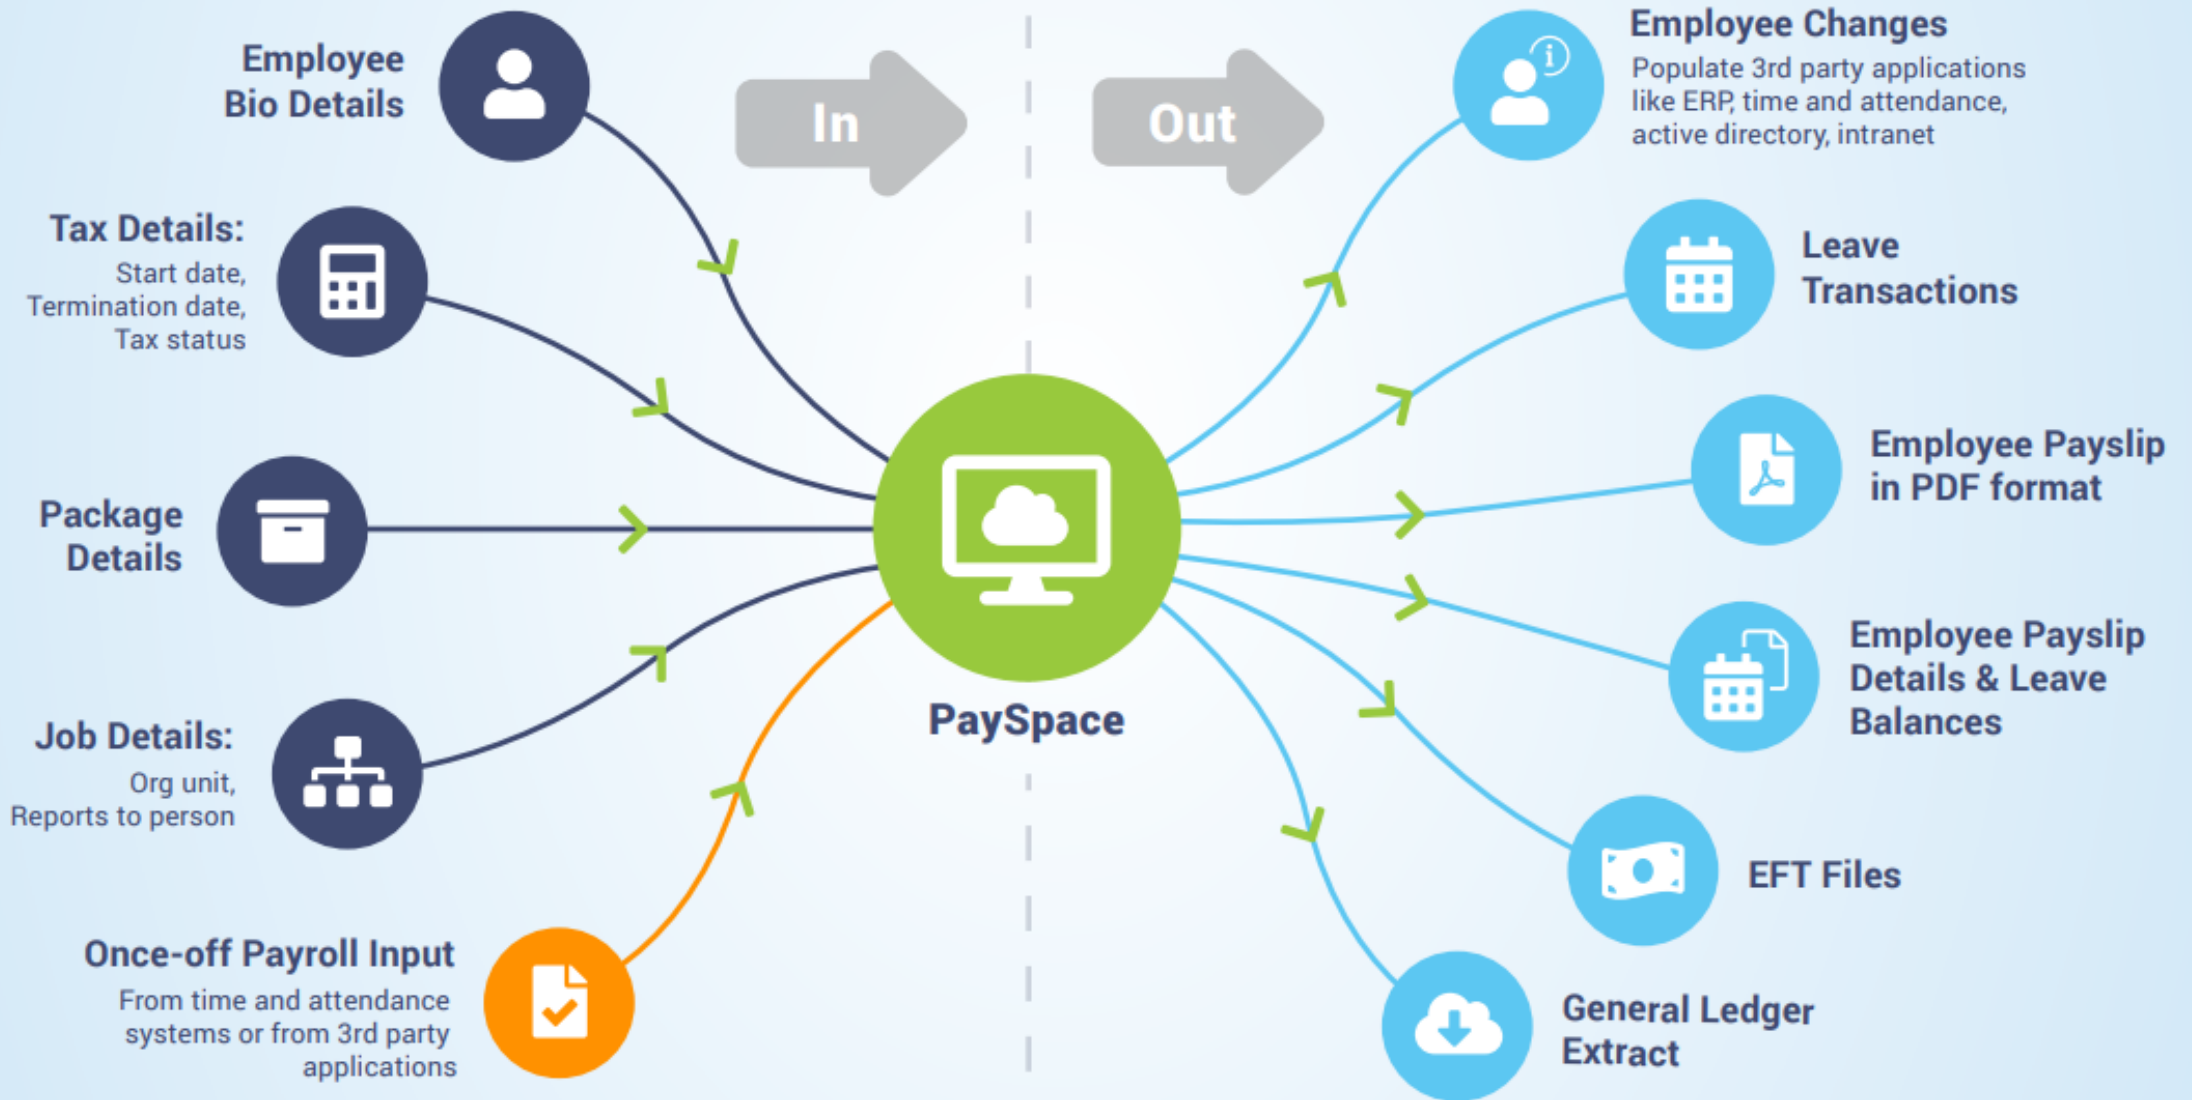 Employee
Bio Details
Tax Details:
Start date,
Termination date,
Tax status
Package
Details
Job Details:
Org unit,
Reports to person
Once-off Payroll Input
From time and attendance
systems or from 3rd party
applications
In
Out
PaySpace
Employee Changes
Populate 3rd party applications
like ERP, time and attendance,
active directory, intranet
Leave
Transactions
Employee Payslip
in PDF format
Employee Payslip
Details & Leave
Balances
EFT Files
General Ledger
Extract